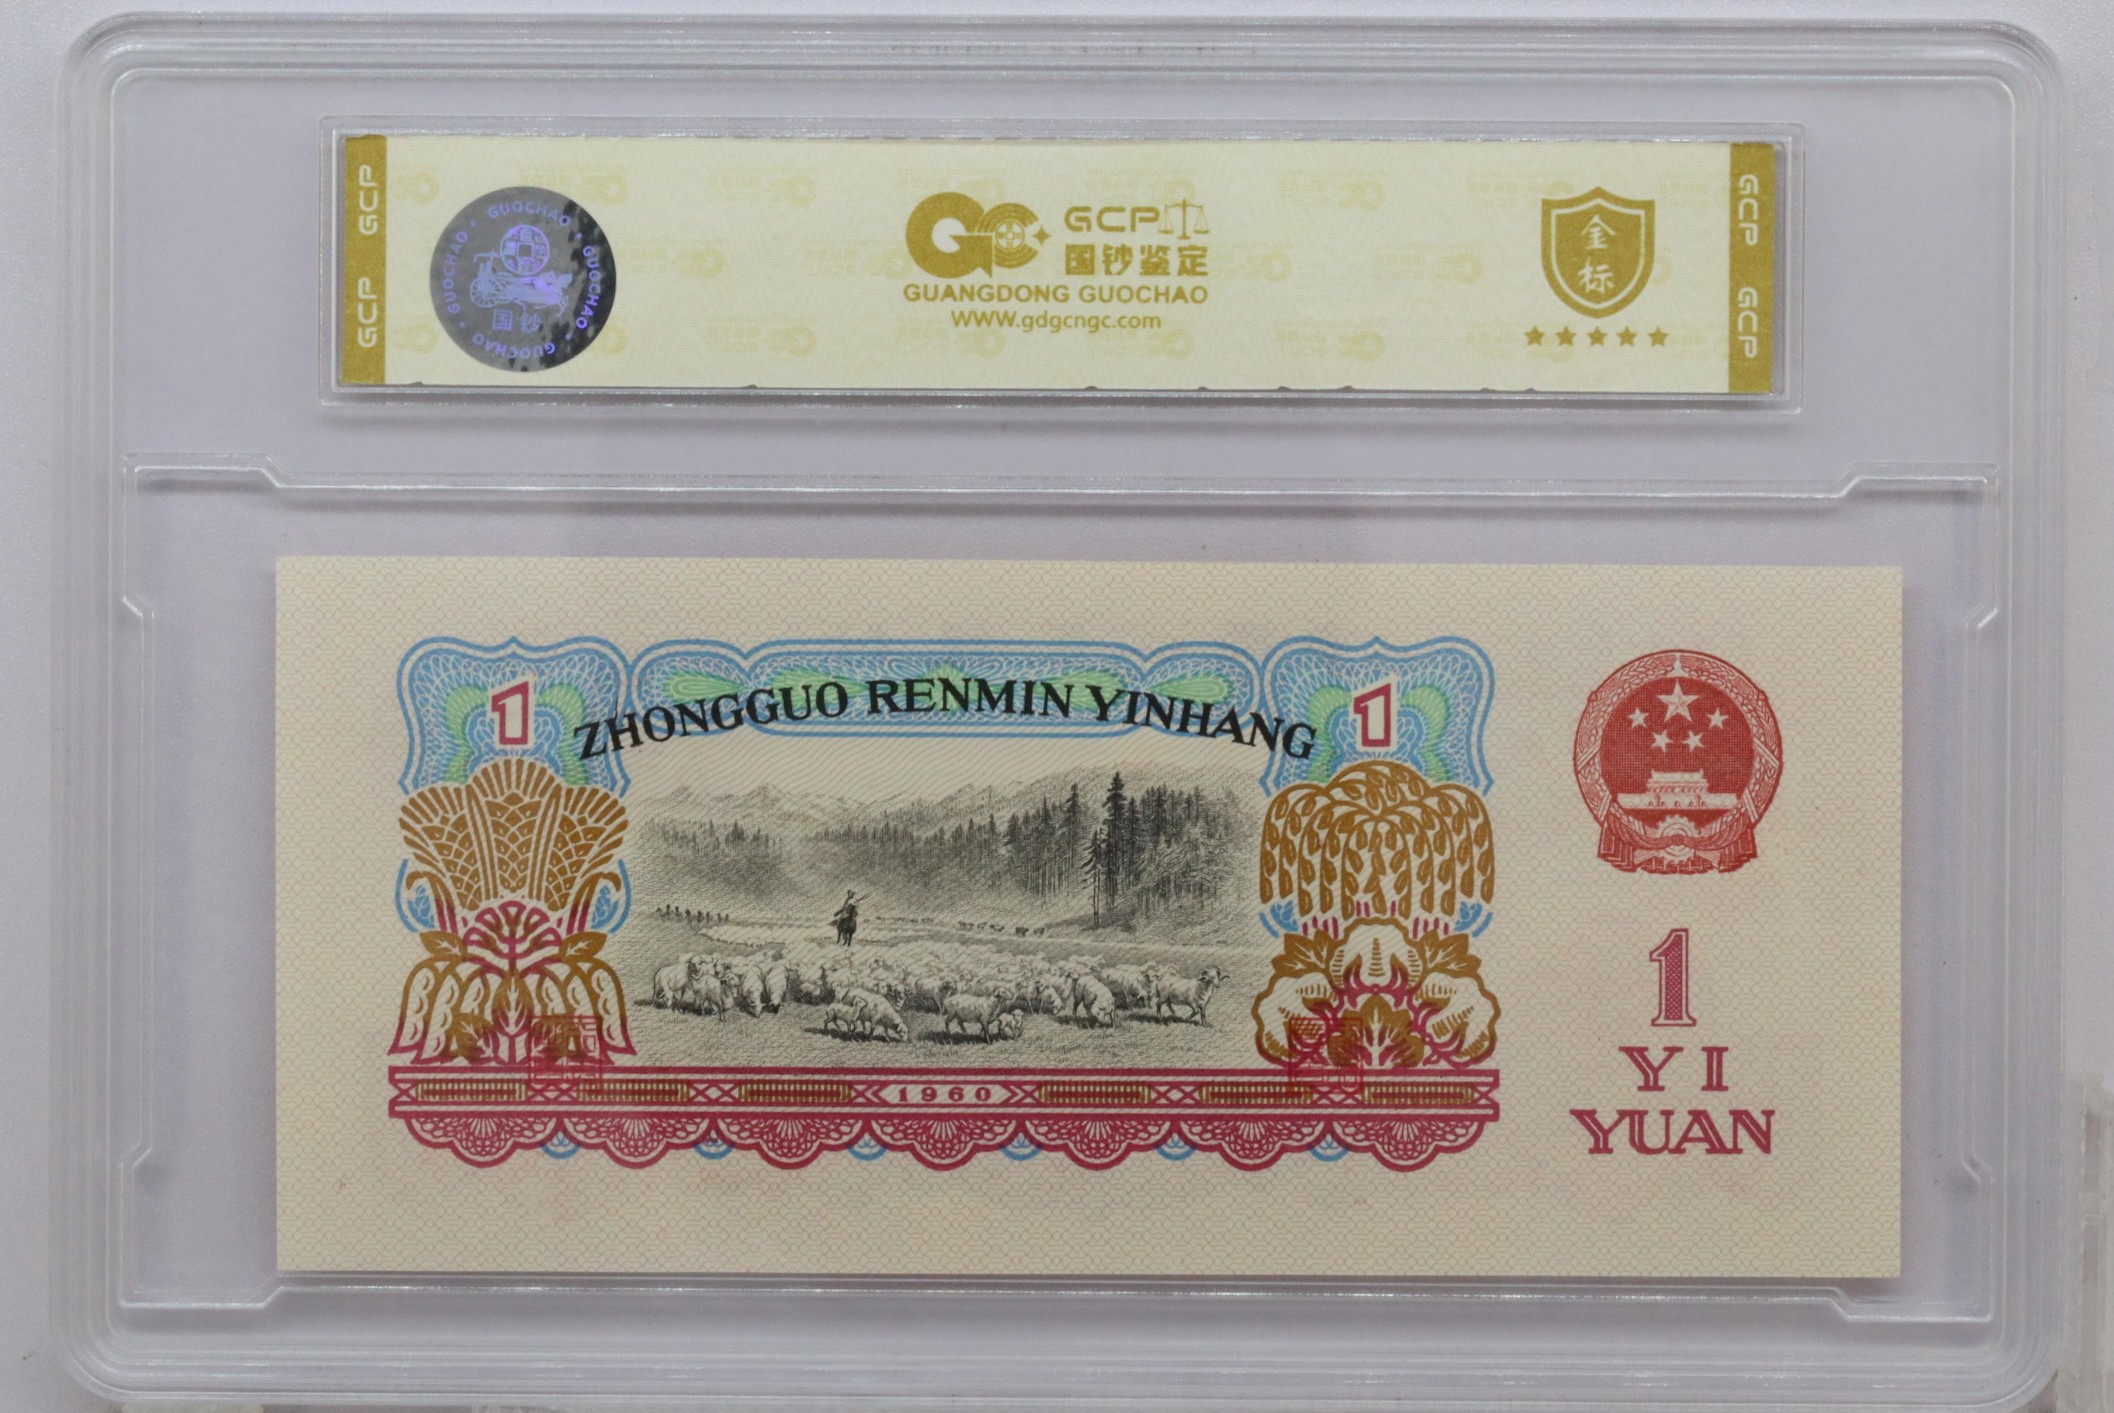 GCP GCP
GUOCHAO · GUOCHAO · GUOCHAO · GUOCHAO
国钞
GCP
国钞鉴定
GUANGDONG GUOCHAO
WWW.gdgcngc.com
金标
GCP GCP
ZHONGGUO RENMIN YINHANG
1
1
1960
1
YI
YUAN